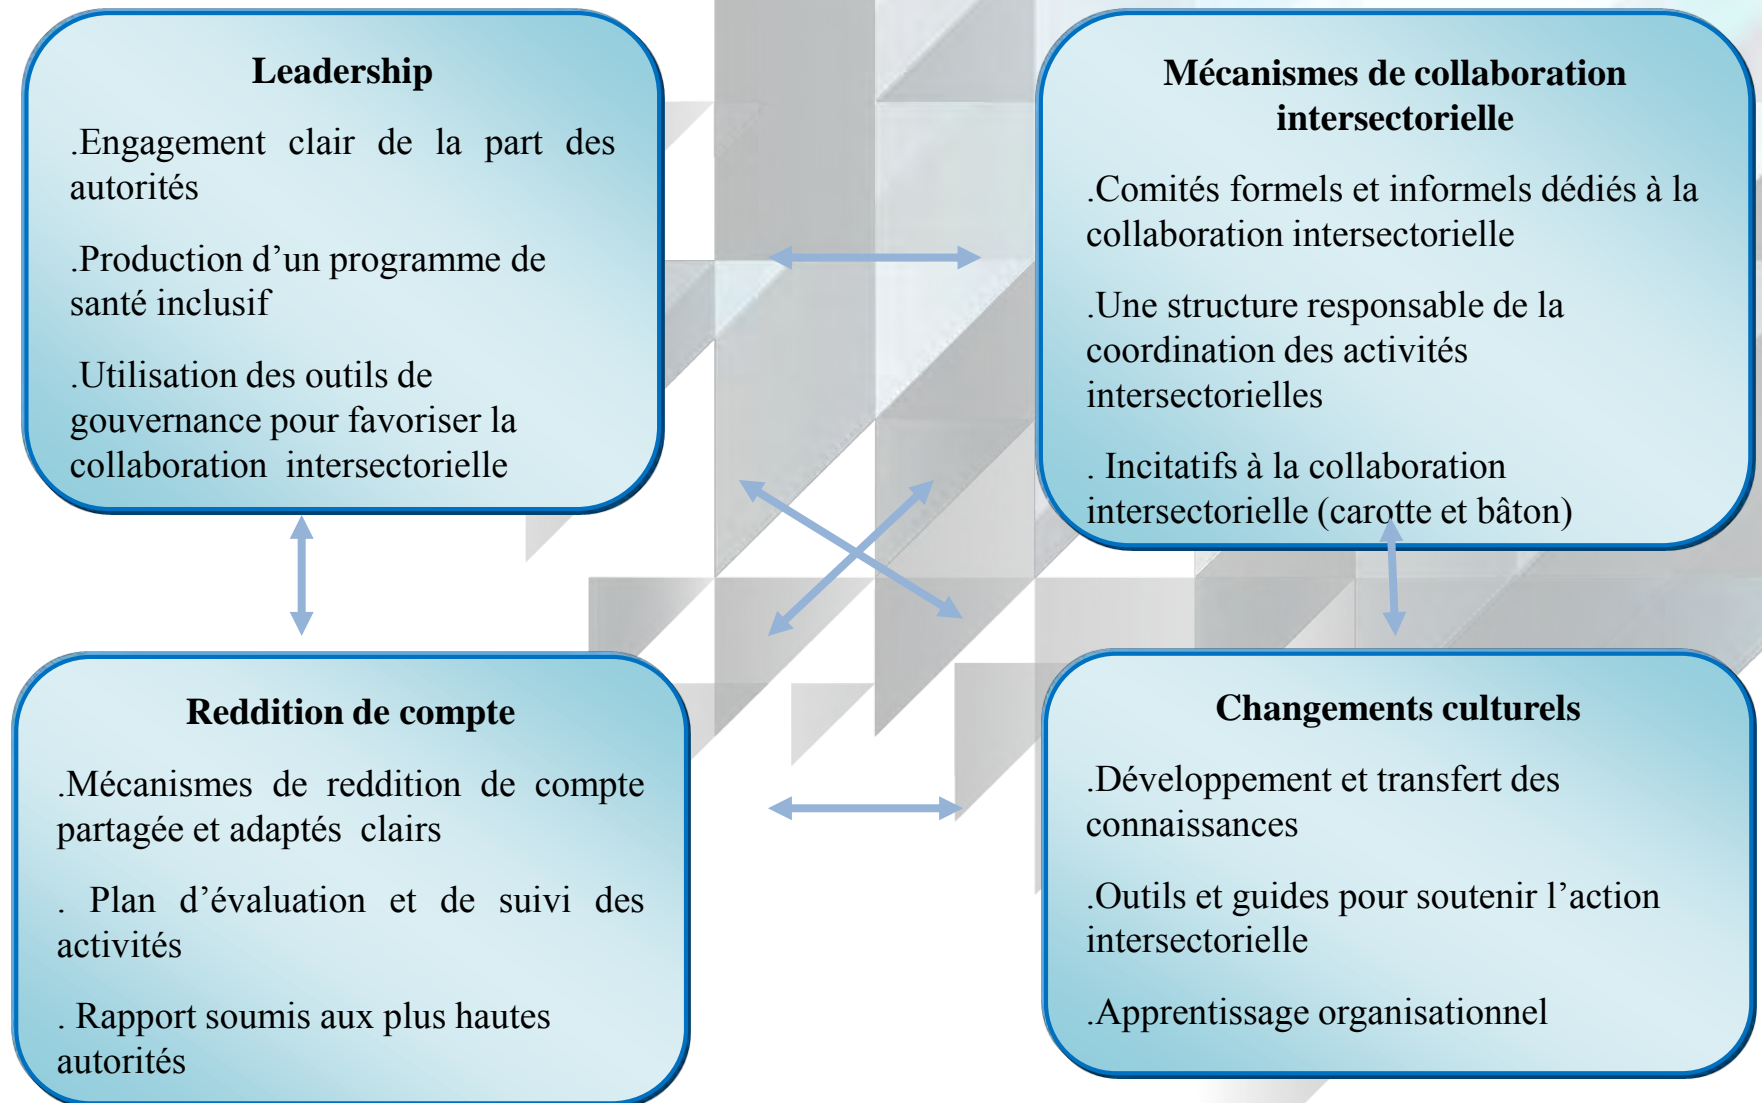 Leadership
.Engagement clair de la part des
autorités
.Production d’un programme de
santé inclusif
.Utilisation des outils de
gouvernance pour favoriser la
collaboration intersectorielle
Mécanismes de collaboration
intersectorielle
.Comités formels et informels dédiés à la
collaboration intersectorielle
.Une structure responsable de la
coordination des activités
intersectorielles
. Incitatifs à la collaboration
intersectorielle (carotte et bâton)
Reddition de compte
.Mécanismes de reddition de compte
partagée et adaptés clairs
. Plan d’évaluation et de suivi des
activités
. Rapport soumis aux plus hautes
autorités
Changements culturels
.Développement et transfert des
connaissances
.Outils et guides pour soutenir l’action
intersectorielle
.Apprentissage organisationnel